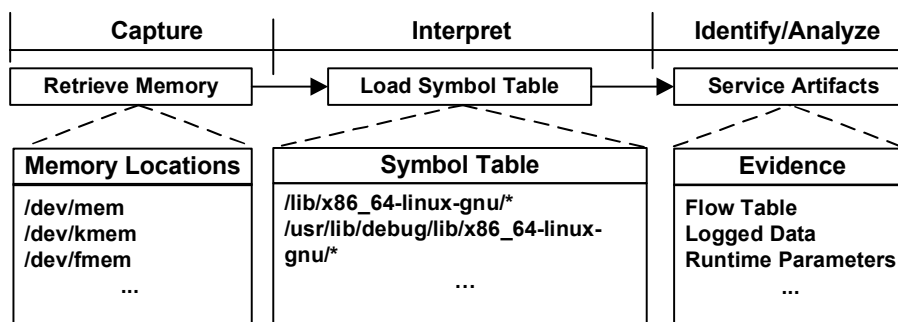 Capture
Interpret
Identify/Analyze
Retrieve Memory
Load Symbol Table
Service Artifacts
Memory Locations
/dev/mem
/dev/kmem
/dev/fmem
...
Symbol Table
/lib/x86_64-linux-gnu/*
/usr/lib/debug/lib/x86_64-linux-
gnu/*
...
Evidence
Flow Table
Logged Data
Runtime Parameters
...